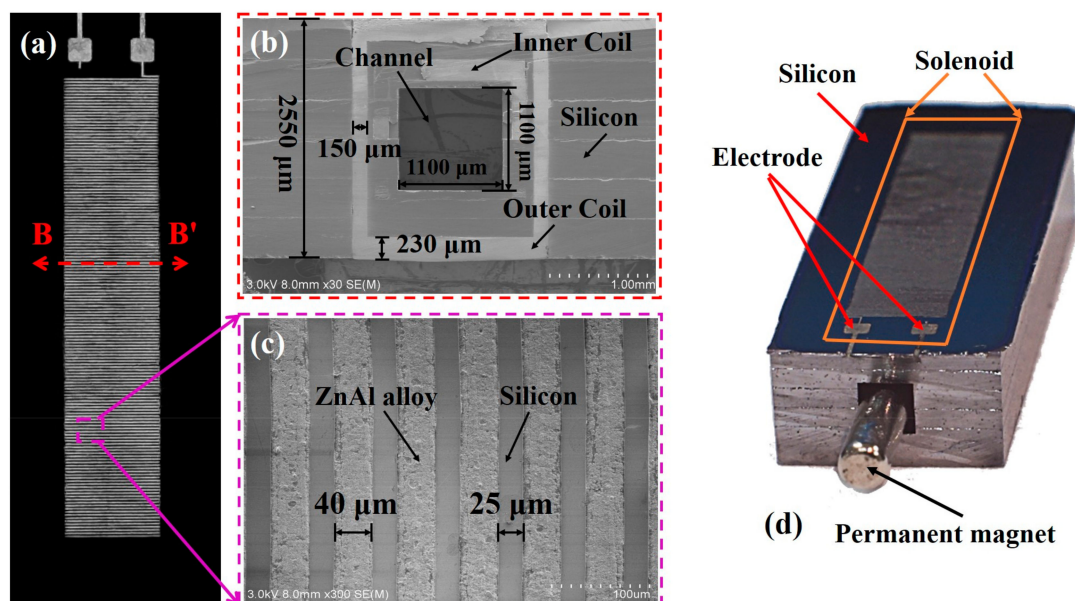 (a)
B
B'
(b)
Channel
Inner Coil
2550 µm
150 µm
1100 µm
1100 µm
Silicon
Outer Coil
230 µm
3.0kV 8.0mm x30 SE(M)
1.00mm
(c)
ZnAl alloy
Silicon
40 µm
25 µm
3.0kV 8.0mm x300 SE(M)
100um
Solenoid
Silicon
Electrode
(d)
Permanent magnet